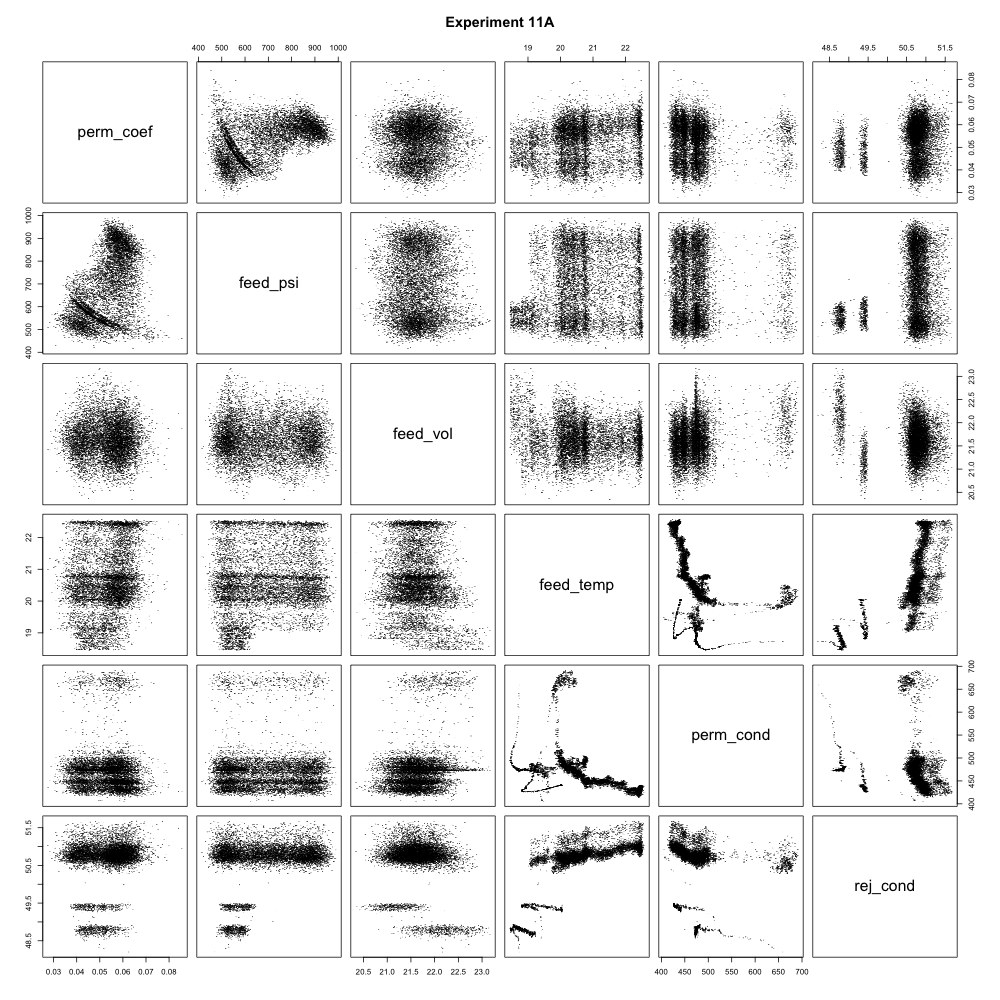 Experiment 11A
400 500 600 700 800 900 1000
19 20 21 22
48.5 49.5 50.5 51.5
perm_coef
0.03 0.04 0.05 0.06 0.07 0.08
400 500 600 700 800 900 1000
feed_psi
feed_vol
20.5 21.0 21.5 22.0 22.5 23.0
19 20 21 22
feed_temp
perm_cond
400 450 500 550 600 650 700
48.5 49.5 50.5 51.5
rej_cond
0.03 0.04 0.05 0.06 0.07 0.08
20.5 21.0 21.5 22.0 22.5 23.0
400 450 500 550 600 650 700